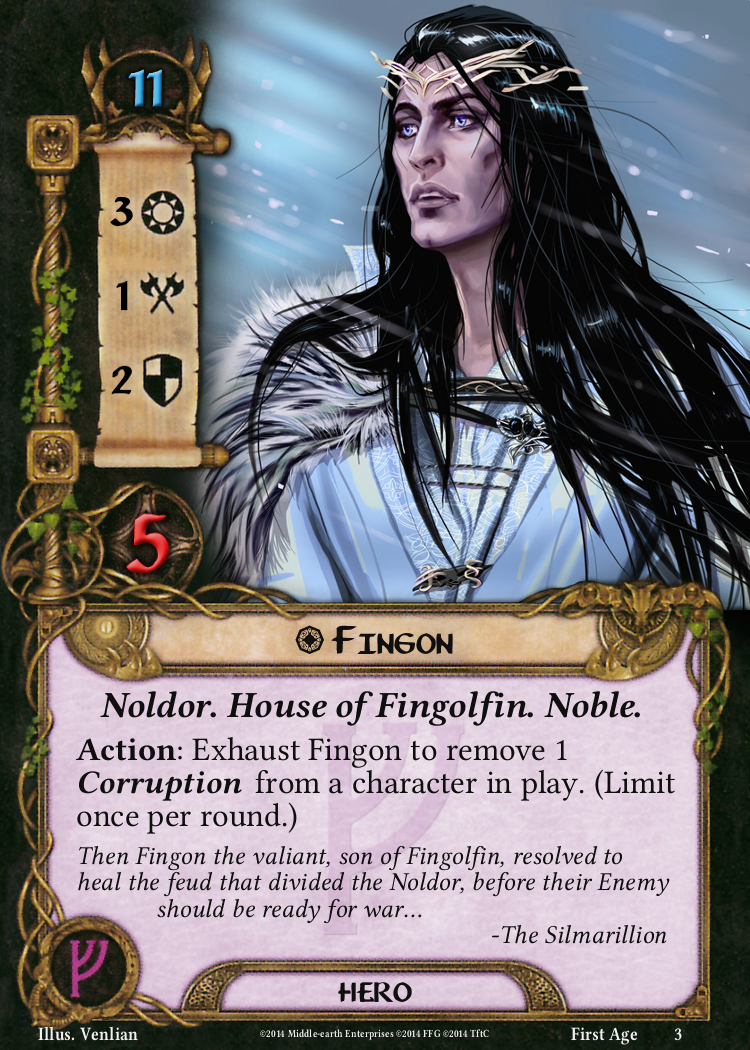 11
3
1
2
5
Fingon
Noldor. House of Fingolfin. Noble.
Action: Exhaust Fingon to remove 1
Corruption from a character in play. (Limit
once per round.)
Then Fingon the valiant, son of Fingolfin, resolved to
heal the feud that divided the Noldor, before their Enemy
should be ready for war...
-The Silmarillion
HERO
Illus. Venlian ©2014 Middle-earth Enterprises ©2014 FFG ©2014 TftC First Age 3